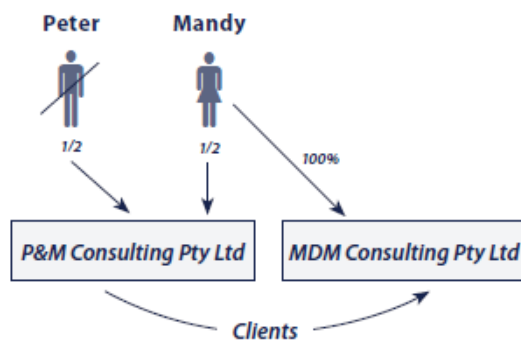 Peter
Mandy
1/2
1/2
100%
P&M Consulting Pty Ltd
MDM Consulting Pty Ltd
Clients